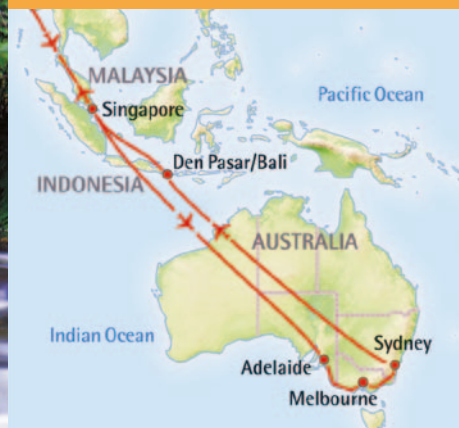 MALAYSIA
Singapore
Pacific Ocean
Den Pasar/Bali
INDONESIA
AUSTRALIA
Indian Ocean
Sydney
Adelaide
Melbourne